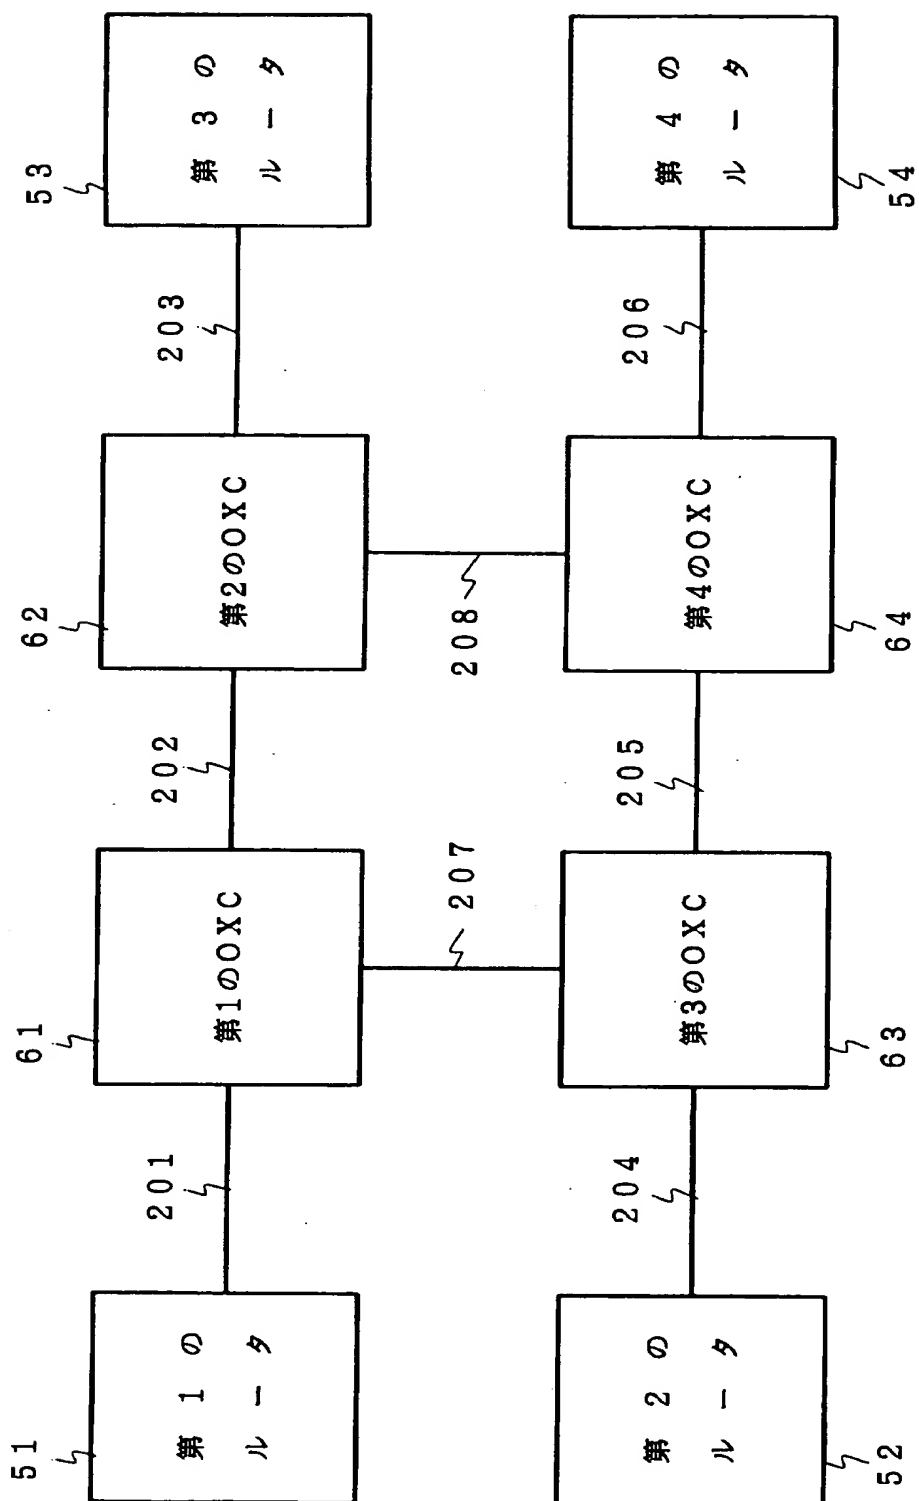 51
61
62
53
201
202
203
第1の
ルータ
第1のOXC
第2のOXC
第3の
ルータ
207
208
204
205
206
第2の
ルータ
第3のOXC
第4のOXC
第4の
ルータ
52
63
64
54